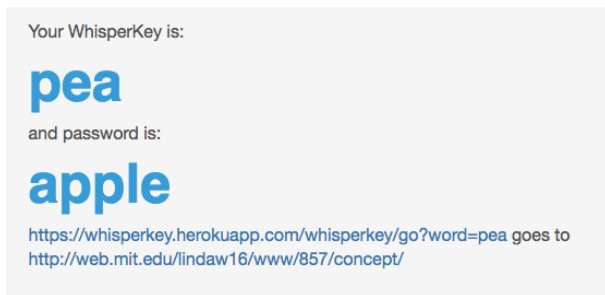 Your WhisperKey is:
pea
and password is:
apple
https://whisperkey.herokuapp.com/whisperkey/go?word=pea goes to
http://web.mit.edu/lindaw16/www/857/concept/